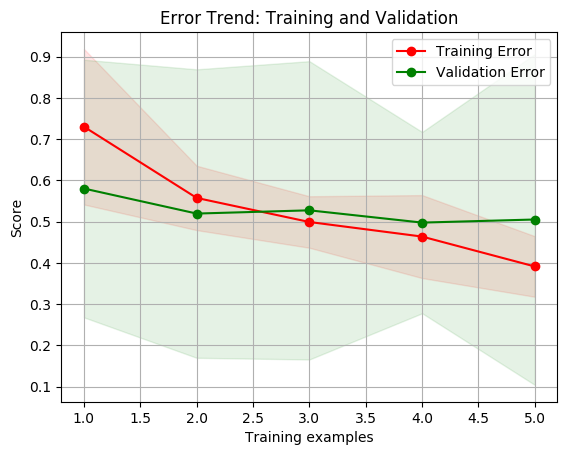 Error Trend: Training and Validation
Training Error
Validation Error
Score
0.9
0.8
0.7
0.6
0.5
0.4
0.3
0.2
0.1
1.0 1.5 2.0 2.5 3.0 3.5 4.0 4.5 5.0
Training examples